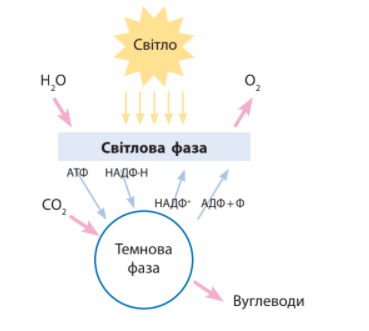 Світло
H₂O
O₂
Світлова фаза
АТФ НАДФ·Н
НАДФ⁺ АДФ+Ф
CO₂
Темнова
фаза
Вуглеводи